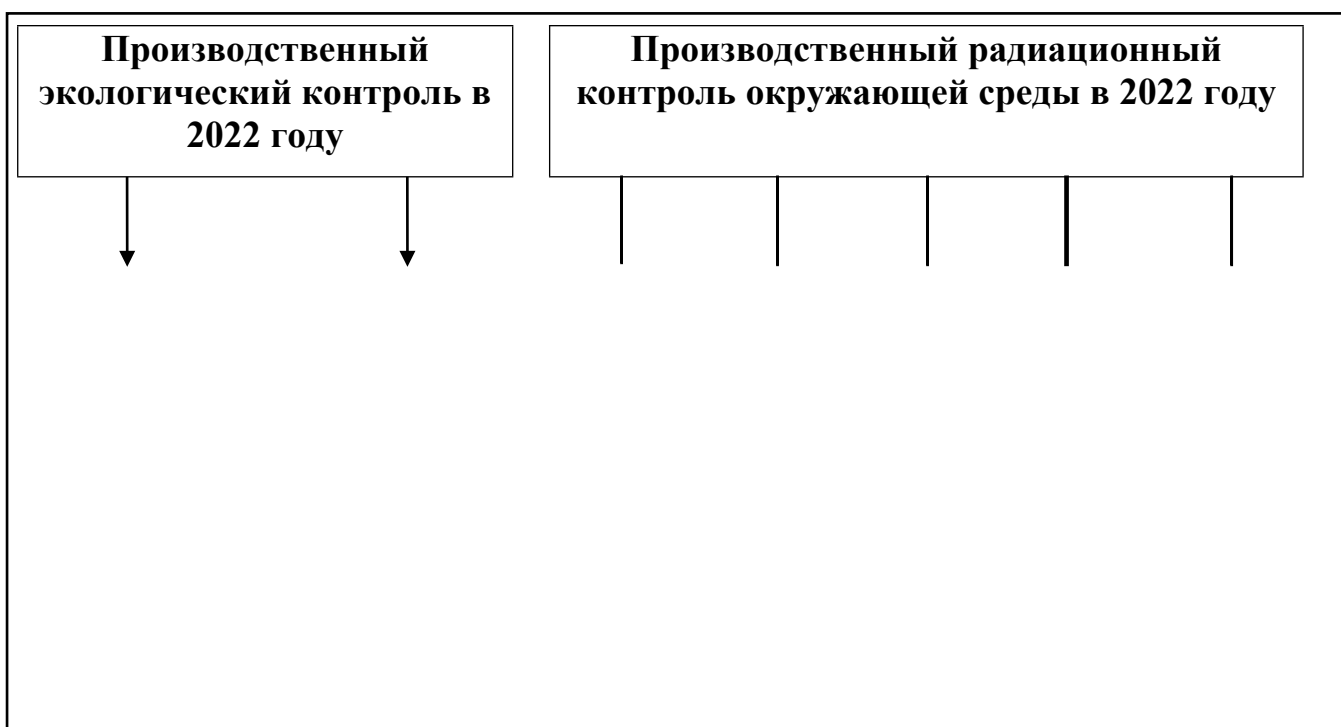 Производственный
экологический контроль в
2022 году
Производственный радиационный
контроль окружающей среды в 2022 году